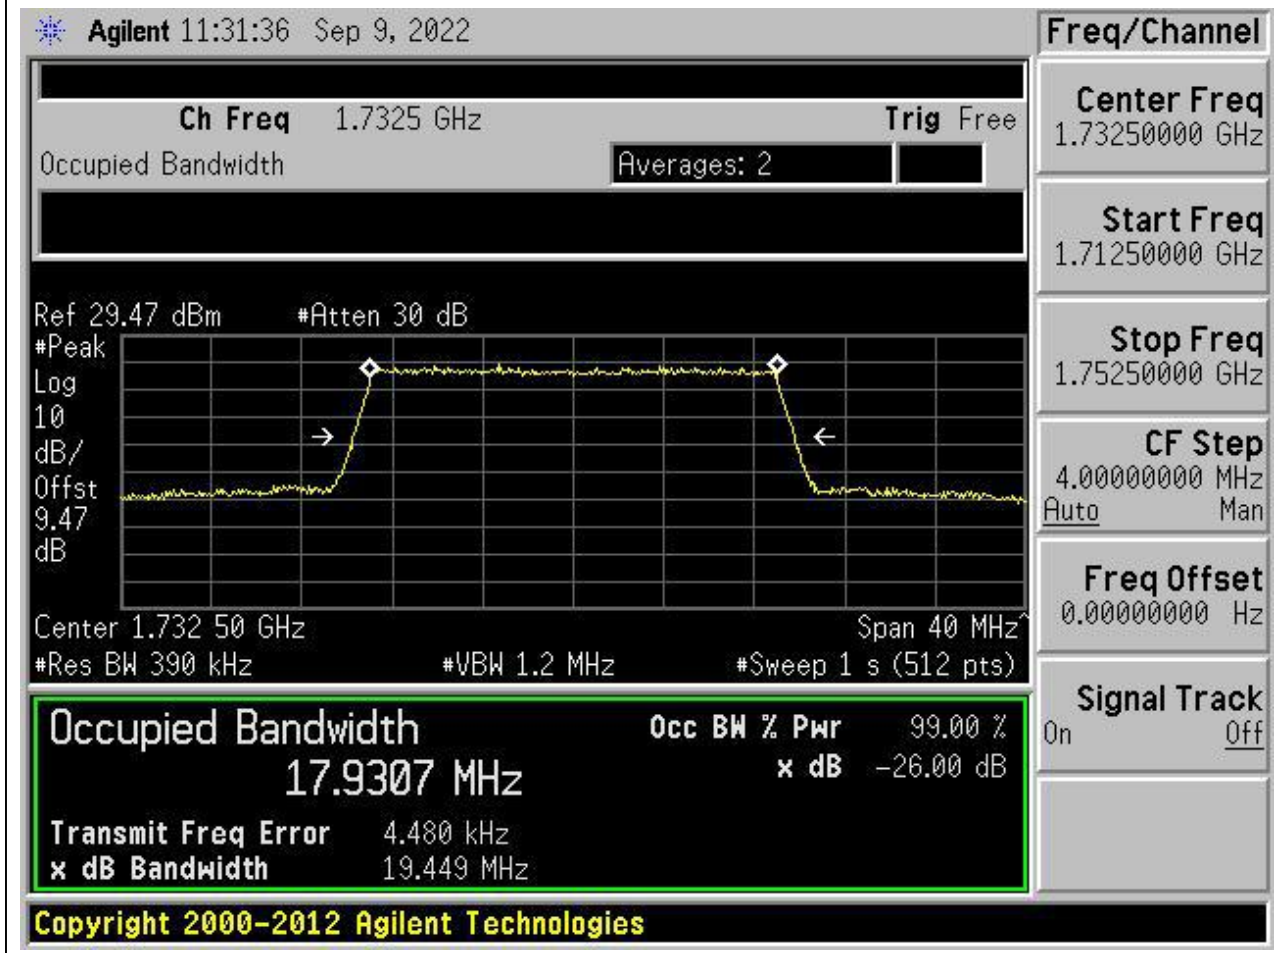 Agilent 11:31:36 Sep 9, 2022
Ch Freq 1.7325 GHz Trig Free
Occupied Bandwidth Averages: 2
Ref 29.47 dBm #Atten 30 dB
#Peak
Log
10
dB/
Offst
9.47
dB
Center 1.732 50 GHz Span 40 MHz^
#Res BW 390 kHz #VBW 1.2 MHz #Sweep 1 s (512 pts)
Occupied Bandwidth Occ BW % Pwr 99.00 %
17.9307 MHz x dB -26.00 dB
Transmit Freq Error 4.480 kHz
x dB Bandwidth 19.449 MHz
Copyright 2000-2012 Agilent Technologies
Freq/Channel
Center Freq
1.73250000 GHz
Start Freq
1.71250000 GHz
Stop Freq
1.75250000 GHz
CF Step
4.00000000 MHz
Auto Man
Freq Offset
0.00000000 Hz
Signal Track
On Off